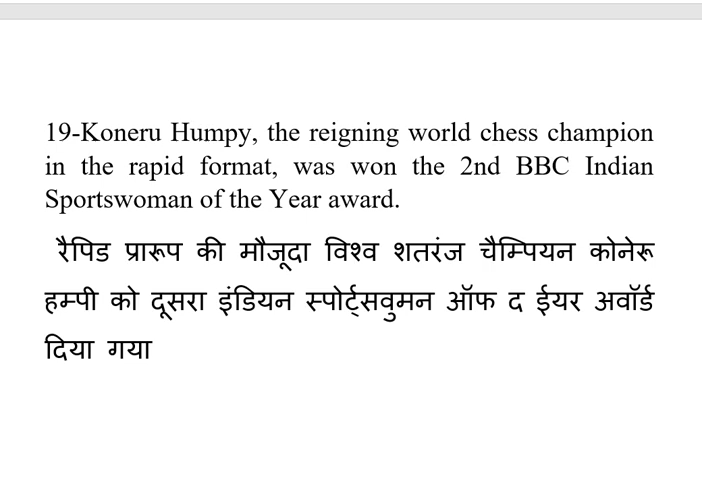 19-Koneru Humpy, the reigning world chess champion
in the rapid format, was won the 2nd BBC Indian
Sportswoman of the Year award.
रैपिड प्रारूप की मौजूदा विश्व शतरंज चैम्पियन कोनेरू
हम्पी को दूसरा इंडियन स्पोर्ट्सवुमन ऑफ द ईयर अवॉर्ड
दिया गया